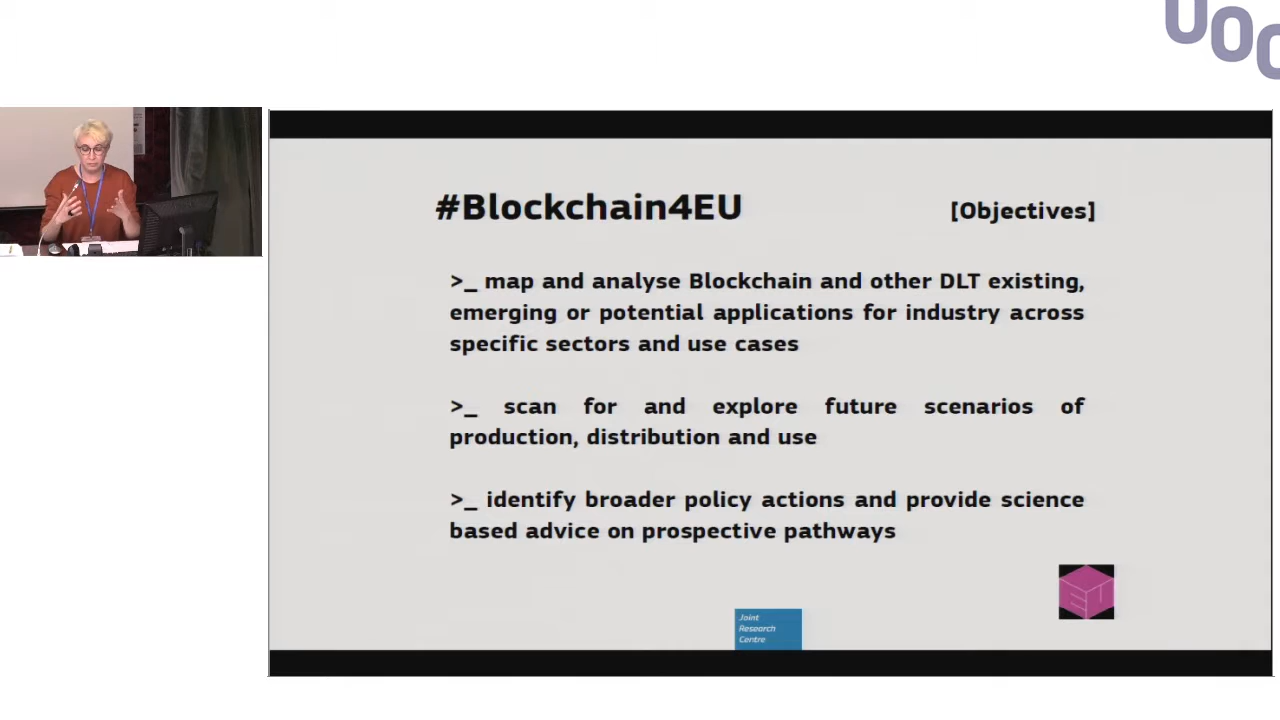 UOC
#Blockchain4EU
[Objectives]
>_ map and analyse Blockchain and other DLT existing,
emerging or potential applications for industry across
specific sectors and use cases
>_ scan for and explore future scenarios of
production, distribution and use
>_ identify broader policy actions and provide science
based advice on prospective pathways
EU
Joint
Research
Centre